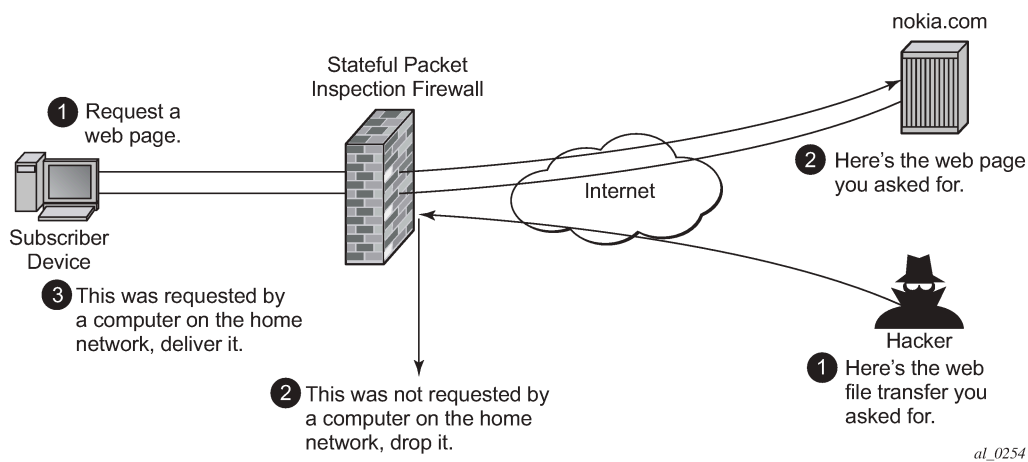 nokia.com
Stateful Packet
Inspection Firewall
1 Request a
web page.
2 Here's the web page
you asked for.
Internet
Subscriber
Device
3 This was requested by
a computer on the home
network, deliver it.
Hacker
1 Here's the web
file transfer you
asked for.
2 This was not requested by
a computer on the home
network, drop it.
al_0254